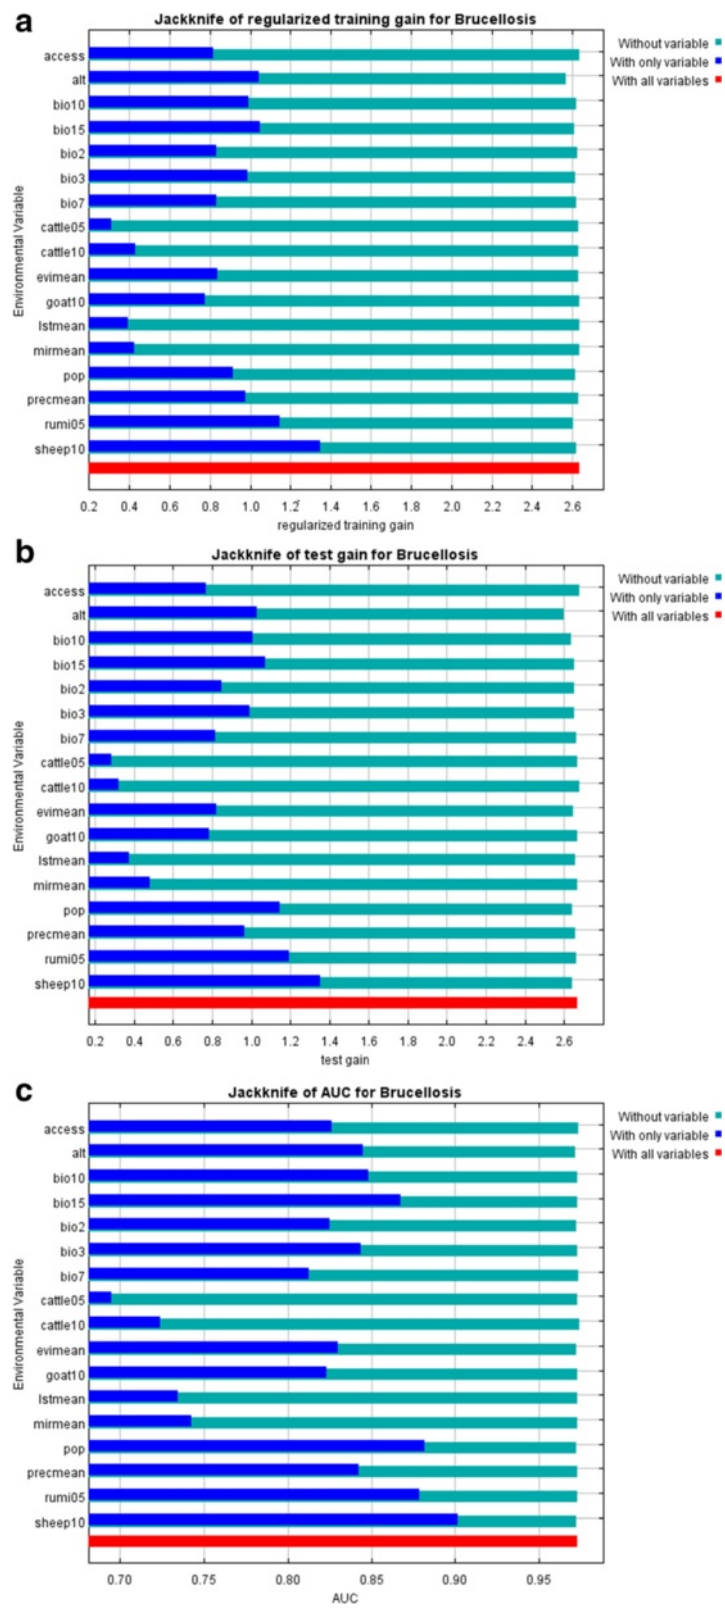 a
Jackknife of regularized training gain for Brucellosis
Without variable
With only variable
With all variables
Environmental Variable
access
alt
bio10
bio15
bio2
bio3
bio7
cattle05
cattle10
evimean
goat10
lstmean
mirmean
pop
precmean
rumi05
sheep10
0.2 0.4 0.6 0.8 1.0 1.2 1.4 1.6 1.8 2.0 2.2 2.4 2.6
regularized training gain
b
Jackknife of test gain for Brucellosis
Without variable
With only variable
With all variables
Environmental Variable
access
alt
bio10
bio15
bio2
bio3
bio7
cattle05
cattle10
evimean
goat10
lstmean
mirmean
pop
precmean
rumi05
sheep10
0.2 0.4 0.6 0.8 1.0 1.2 1.4 1.6 1.8 2.0 2.2 2.4 2.6
test gain
c
Jackknife of AUC for Brucellosis
Without variable
With only variable
With all variables
Environmental Variable
access
alt
bio10
bio15
bio2
bio3
bio7
cattle05
cattle10
evimean
goat10
lstmean
mirmean
pop
precmean
rumi05
sheep10
0.70 0.75 0.80 0.85 0.90 0.95
AUC